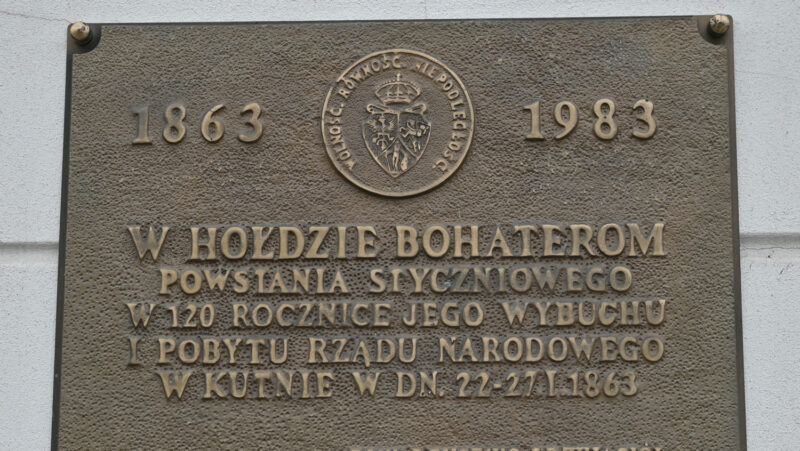 1863
WOLNOŚĆ. RÓWNOŚĆ. NIEPODLEGŁOŚĆ.
1983
W HOŁDZIE BOHATEROM
POWSTANIA STYCZNIOWEGO
W 120 ROCZNICE JEGO WYBUCHU
I POBYTU RZĄDU NARODOWEGO
W KUTNIE W DN. 22-27.I.1863